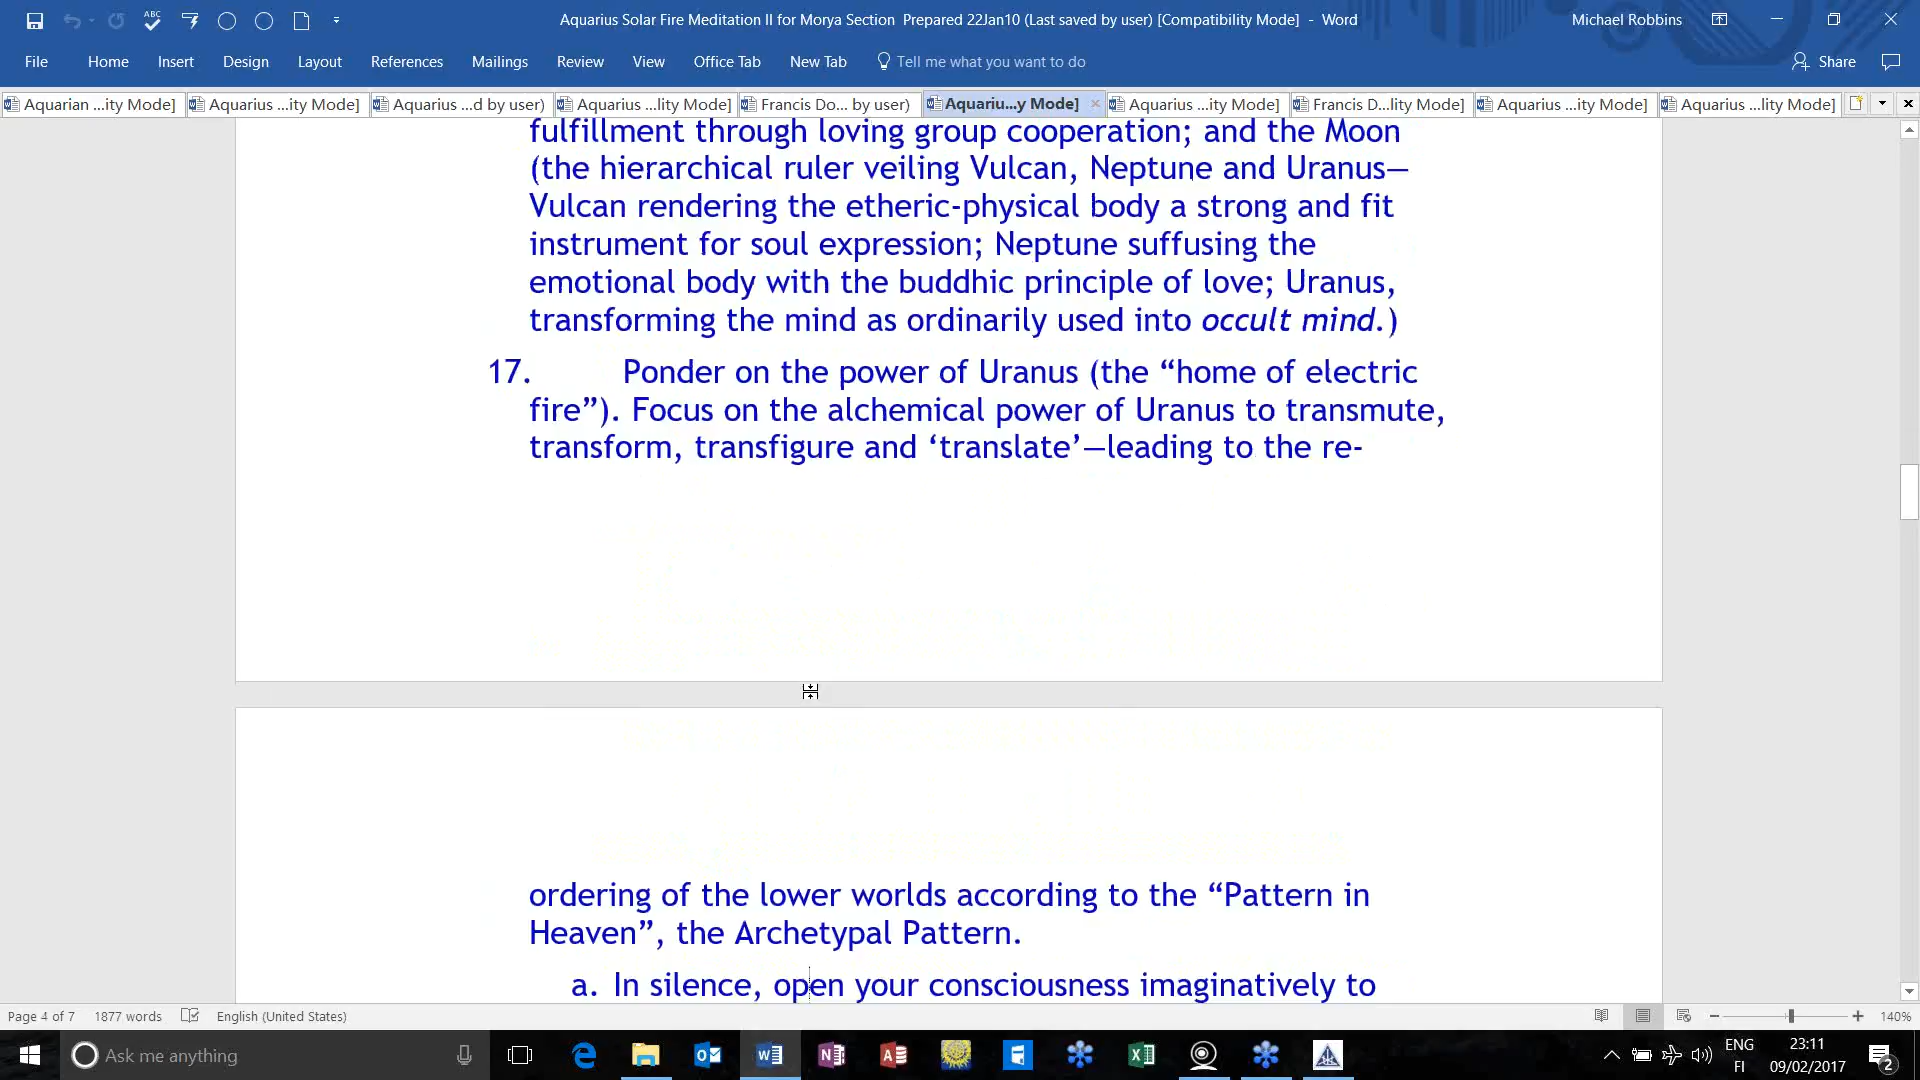 Aquarius Solar Fire Meditation II for Morya Section  Prepared 22Jan10 (Last saved by user) [Compatibility Mode]  -  Word
Michael Robbins
File Home Insert Design Layout References Mailings Review View Office Tab New Tab Tell me what you want to do Share
Aquarian ...ity Mode] Aquarius ...ity Mode] Aquarius ...d by user) Aquarius ...lity Mode] Francis Do... by user) Aquariu...y Mode] Aquarius ...ity Mode] Francis D...lity Mode] Aquarius ...ity Mode] Aquarius ...lity Mode]
fulfillment through loving group cooperation; and the Moon
(the hierarchical ruler veiling Vulcan, Neptune and Uranus—
Vulcan rendering the etheric-physical body a strong and fit
instrument for soul expression; Neptune suffusing the
emotional body with the buddhic principle of love; Uranus,
transforming the mind as ordinarily used into occult mind.)
17. Ponder on the power of Uranus (the “home of electric
fire”). Focus on the alchemical power of Uranus to transmute,
transform, transfigure and ‘translate’—leading to the re-
ordering of the lower worlds according to the “Pattern in
Heaven”, the Archetypal Pattern.
a. In silence, open your consciousness imaginatively to
Page 4 of 7 1877 words English (United States) 140%
Ask me anything
ENG 23:11
FI 09/02/2017 2